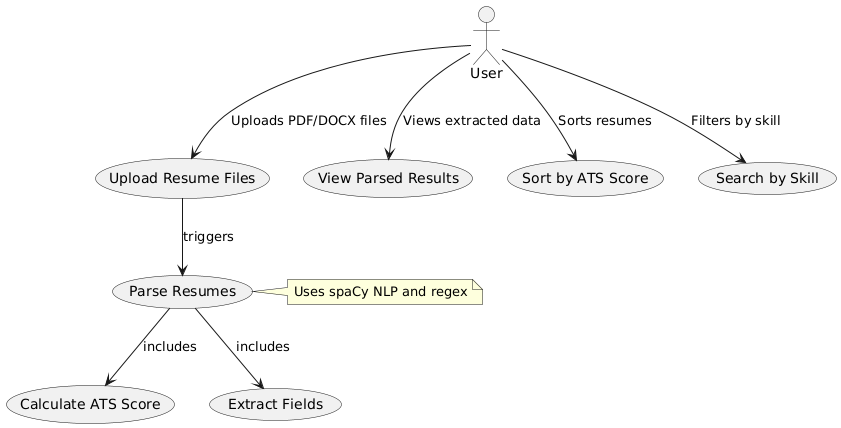 User
Uploads PDF/DOCX files
Views extracted data
Sorts resumes
Filters by skill
Upload Resume Files
View Parsed Results
Sort by ATS Score
Search by Skill
triggers
Parse Resumes
Uses spaCy NLP and regex
includes
includes
Calculate ATS Score
Extract Fields